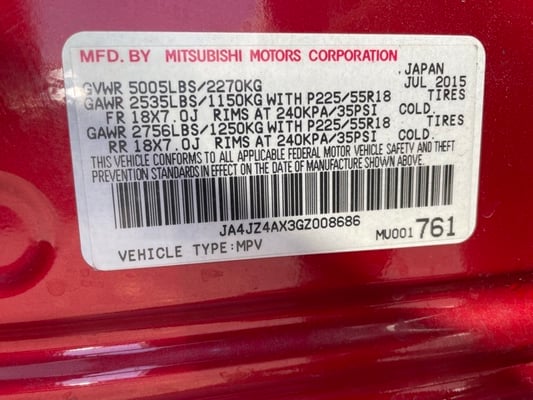 MFD. BY MITSUBISHI MOTORS CORPORATION
JAPAN
GVWR 5005LBS/2270KG JUL 2015
GAWR 2535LBS/1150KG WITH P225/55R18
FR 18X7.0J RIMS AT 240KPA/35PSI COLD.
GAWR 2756LBS/1250KG WITH P225/55R18
RR 18X7.0J RIMS AT 240KPA/35PSI COLD.
THIS VEHICLE CONFORMS TO ALL APPLICABLE FEDERAL MOTOR VEHICLE SAFETY AND THEFT
PREVENTION STANDARDS IN EFFECT ON THE DATE OF MANUFACTURE SHOWN ABOVE.
JA4JZ4AX3GZ008686
VEHICLE TYPE:MPV MU001 761